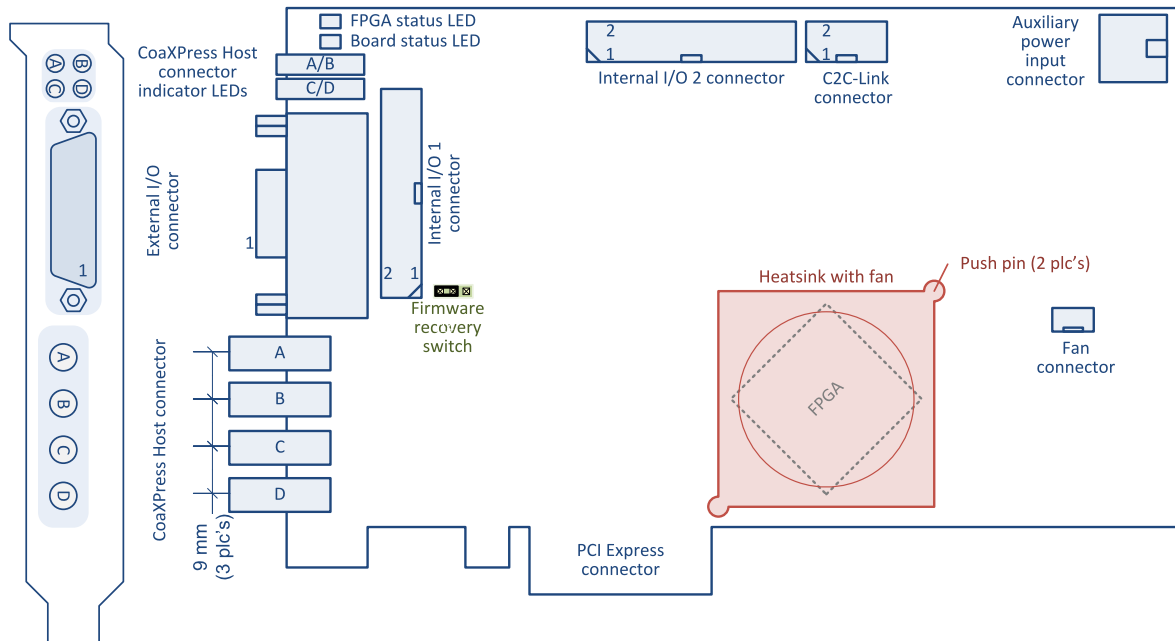 FPGA status LED
Board status LED
CoaXPress Host
connector
indicator LEDs
A/B
C/D
A
B
C
D
1
A
B
C
D
External I/O
connector
1
Internal I/O 1
connector
2
1
Firmware
recovery
switch
CoaXPress Host connector
A
B
C
D
9 mm
(3 plc's)
2
1
Internal I/O 2 connector
2
1
C2C-Link
connector
Auxiliary
power
input
connector
Heatsink with fan
Push pin (2 plc's)
FPGA
Fan
connector
PCI Express
connector